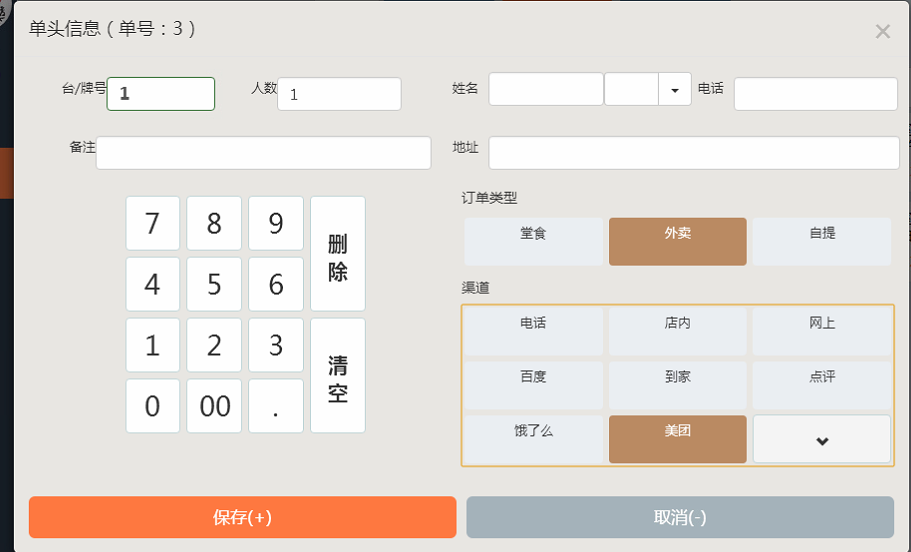 单头信息（单号：3）
×
台/牌号 1 人数 1 姓名 电话
备注 地址
订单类型
堂食 外卖 自提
渠道
电话 店内 网上
百度 到家 点评
饿了么 美团
7 8 9 删除
4 5 6
1 2 3 清空
0 00 .
保存(+) 取消(-)